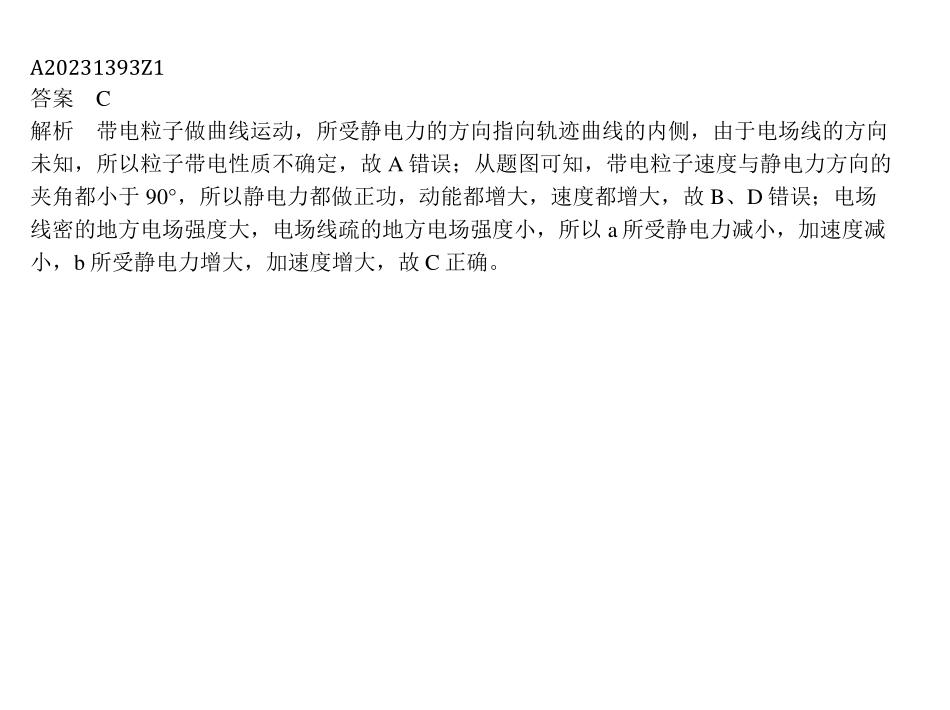 A20231393Z1
答案　C
解析　带电粒子做曲线运动，所受静电力的方向指向轨迹曲线的内侧，由于电场线的方向
未知，所以粒子带电性质不确定，故 A 错误；从题图可知，带电粒子速度与静电力方向的
夹角都小于 90°，所以静电力都做正功，动能都增大，速度都增大，故 B、D 错误；电场
线密的地方电场强度大，电场线疏的地方电场强度小，所以 a 所受静电力减小，加速度减
小，b 所受静电力增大，加速度增大，故 C 正确。